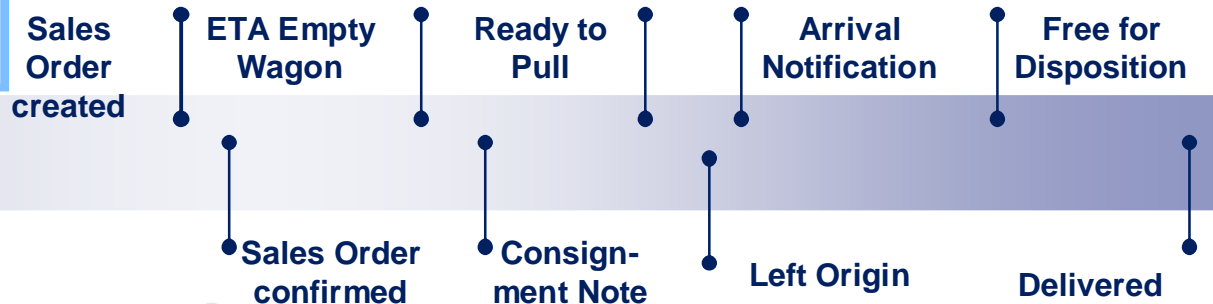 Sales
Order
created
ETA Empty
Wagon
Ready to
Pull
Arrival
Notification
Free for
Disposition
Sales Order
confirmed
Consign-
ment Note
Left Origin
Delivered